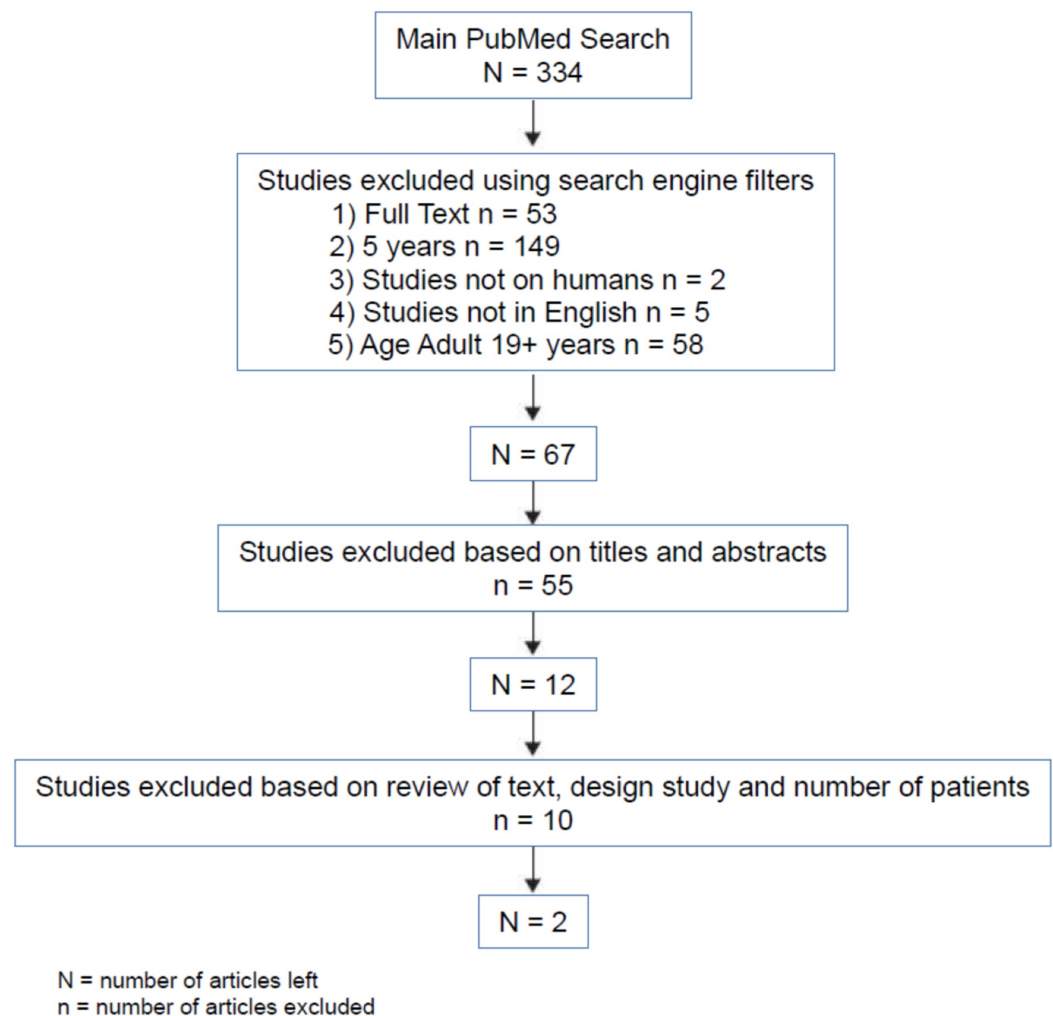 Main PubMed Search
N = 334
Studies excluded using search engine filters
1) Full Text n = 53
2) 5 years n = 149
3) Studies not on humans n = 2
4) Studies not in English n = 5
5) Age Adult 19+ years n = 58
N = 67
Studies excluded based on titles and abstracts
n = 55
N = 12
Studies excluded based on review of text, design study and number of patients
n = 10
N = 2
N = number of articles left
n = number of articles excluded